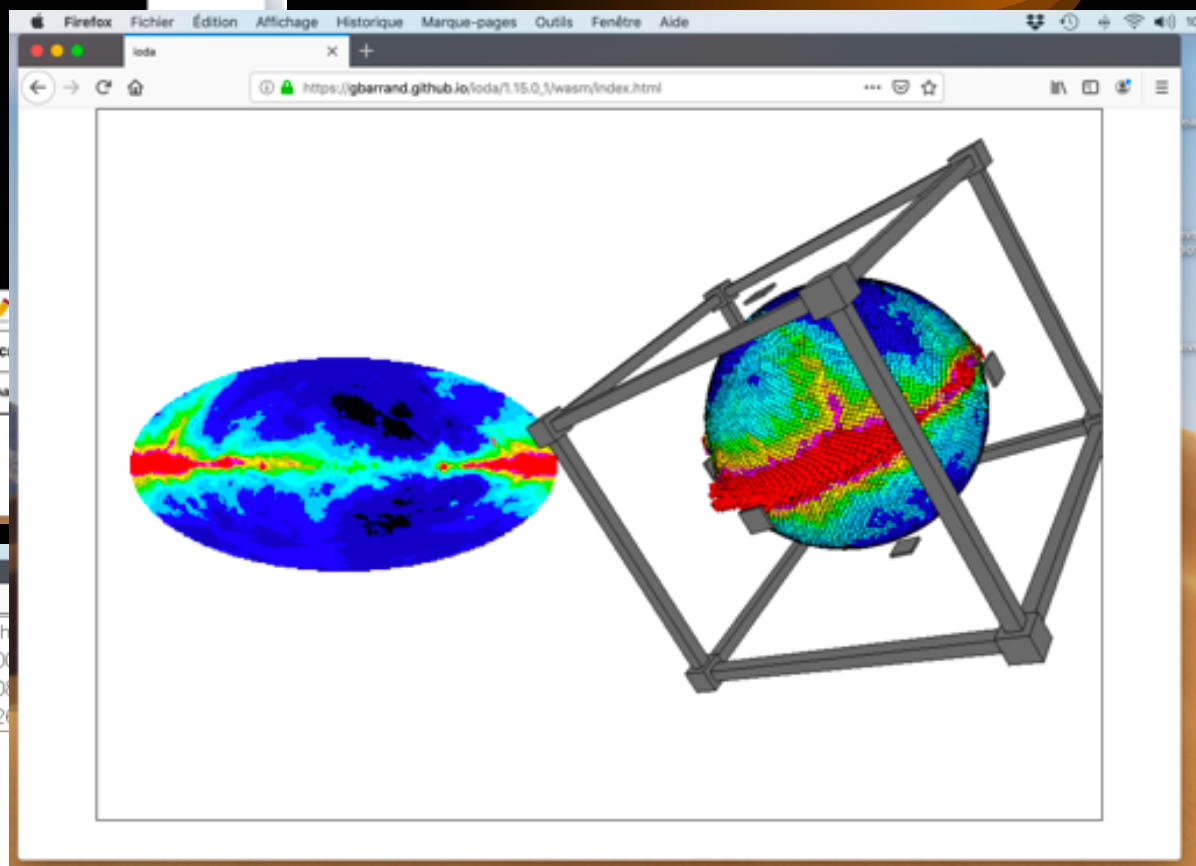 Firefox Fichier Édition Affichage Historique Marque-pages Outils Fenêtre Aide
ioda
https://gbarrand.github.io/ioda/1.15.0_1/wasm/index.html